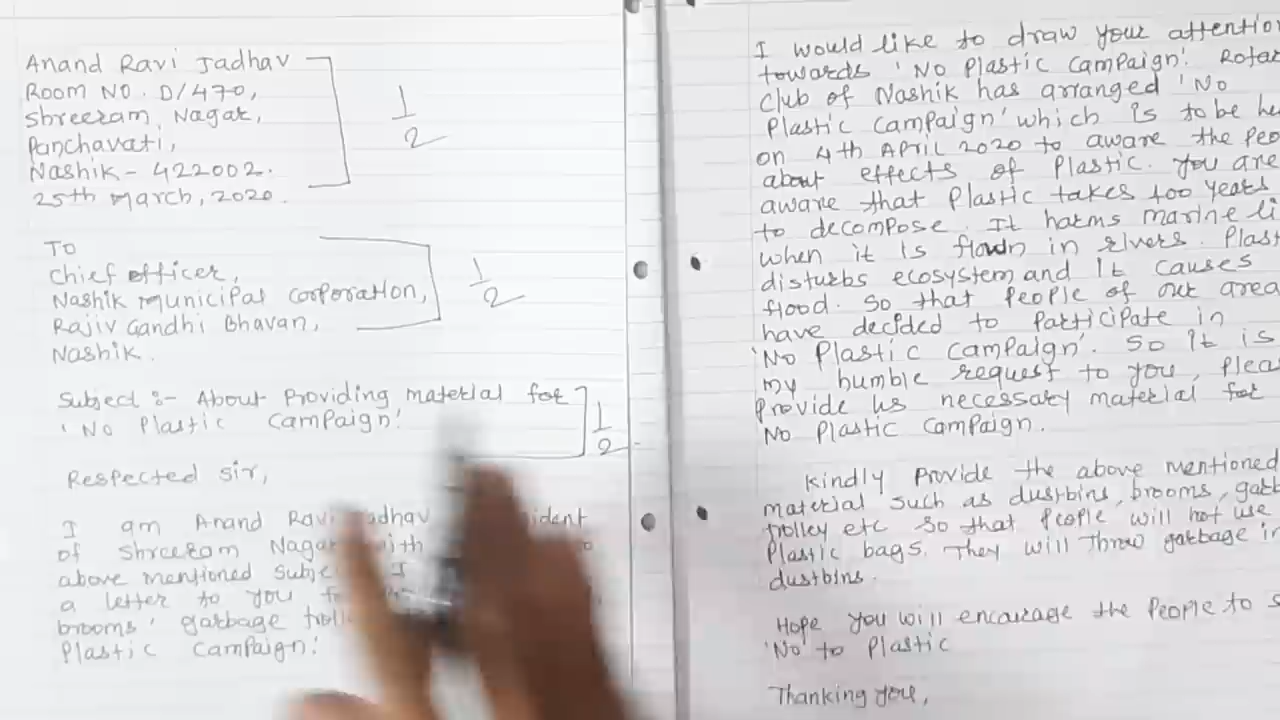 Anand Ravi Jadhav
Room No. D/470,
Shreeram Nagar,
Panchavati,
Nashik - 422002.
25th March, 2020.
1/2
To
Chief officer,
Nashik Municipal Corporation,
Rajiv Gandhi Bhavan,
Nashik.
1/2
Subject :- About Providing material for
'No Plastic Campaign'.
1/2
Respected Sir,
I am Anand Ravi Jadhav
of Shreeram Nagar
above mentioned I
a letter to you
brooms, garbage
Plastic Campaign'.
I would like to draw your
towards 'No Plastic Campaign'.
Club of Nashik has arranged 'No
Plastic Campaign' which is to be
on 4th April 2020 to aware the
about effects of Plastic. You are
aware that Plastic takes 400 years
to decompose. It harms marine
when it is flown in rivers.
disturbs ecosystem and it causes
flood. So that People of our area
have decided to Participate in
'No Plastic Campaign'. So it is
my humble request to you,
Provide us necessary material for
No Plastic Campaign.
Kindly Provide the above mentioned
material such as dustbins, brooms,
trolley etc so that People will not use
Plastic bags. They will throw garbage
dustbins.
Hope you will encourage the People to
'No' to Plastic
Thanking you,